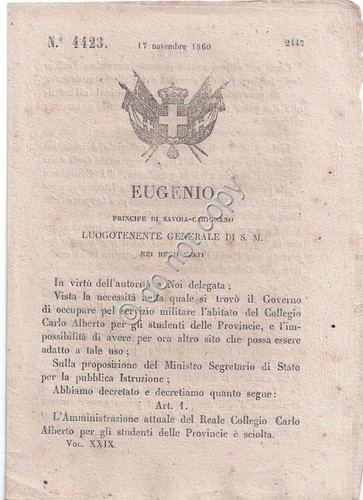 N.° 4423.
17 novembre 1860
2447
EUGENIO
PRINCIPE DI SAVOIA-CARIGNANO
LUOGOTENENTE GENERALE DI S. M.
NEI REGII STATI
In virtù dell'autorità a Noi delegata;
Vista la necessità nella quale si trovò il Governo
di occupare pel servizio militare l'abitato del Collegio
Carlo Alberto per gli studenti delle Provincie, e l'im-
possibilità di avere per ora altro sito che possa essere
adatto a tale uso;
Sulla proposizione del Ministro Segretario di Stato
per la pubblica Istruzione;
Abbiamo decretato e decretiamo quanto segue:
Art. 1.
L'Amministrazione attuale del Reale Collegio Carlo
Alberto per gli studenti delle Provincie è sciolta.
VOL. XXIX.
do not copy